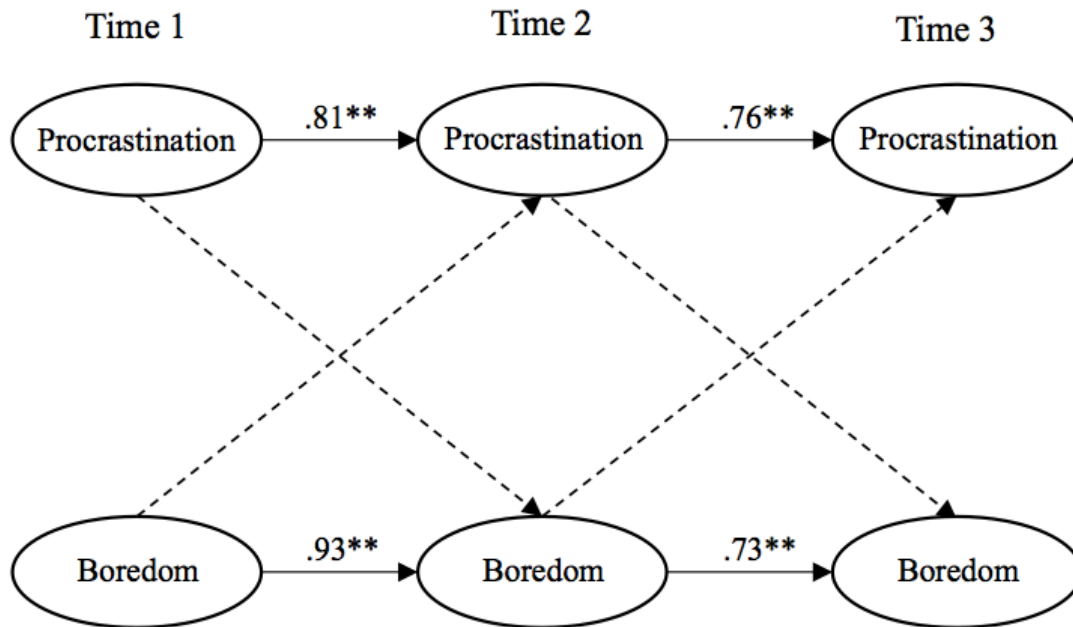 Time 1
Time 2
Time 3
Procrastination
.81**
Procrastination
.76**
Procrastination
Boredom
.93**
Boredom
.73**
Boredom